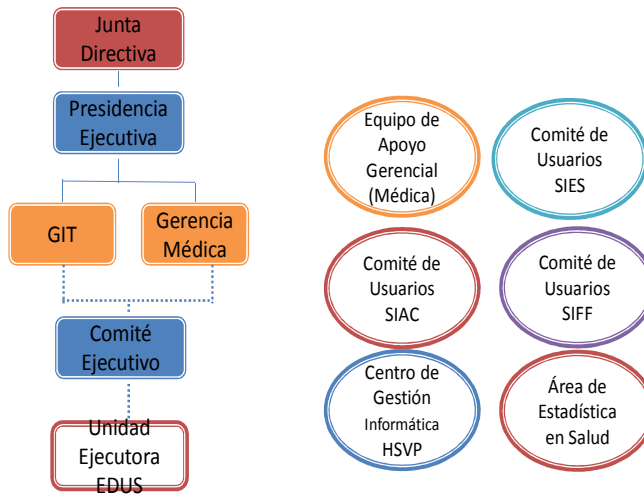 Junta
Directiva
Presidencia
Ejecutiva
GIT
Gerencia
Médica
Comité
Ejecutivo
Unidad
Ejecutora
EDUS
Equipo de
Apoyo
Gerencial
(Médica)
Comité de
Usuarios
SIES
Comité de
Usuarios
SIAC
Comité de
Usuarios
SIFF
Centro de
Gestión
Informática
HSVP
Área de
Estadística
en Salud